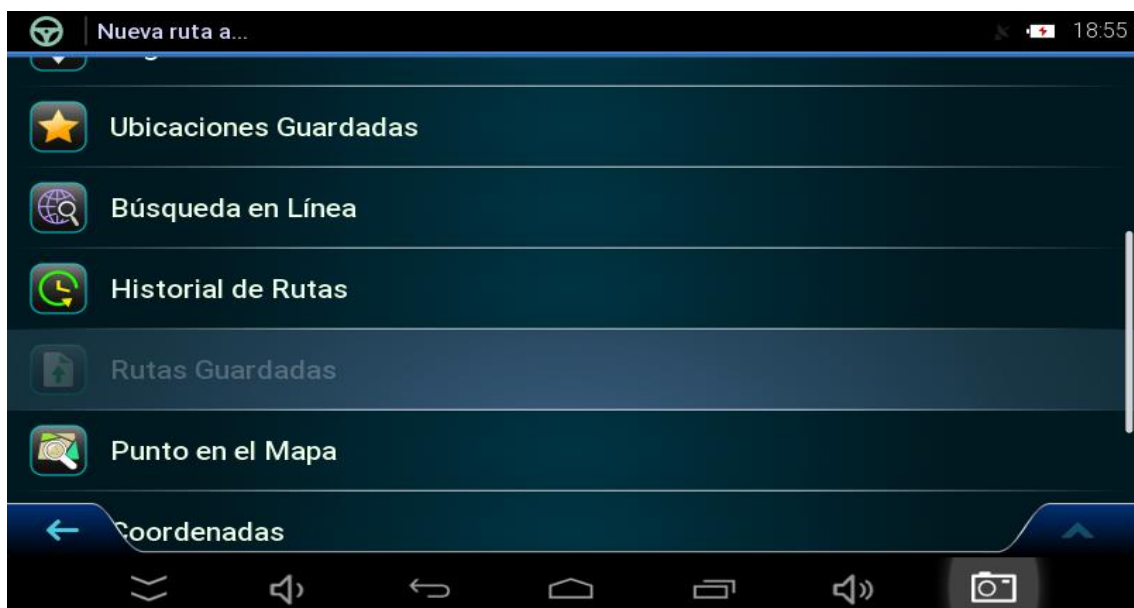 Nueva ruta a...
18:55
Ubicaciones Guardadas
Búsqueda en Línea
Historial de Rutas
Rutas Guardadas
Punto en el Mapa
Coordenadas